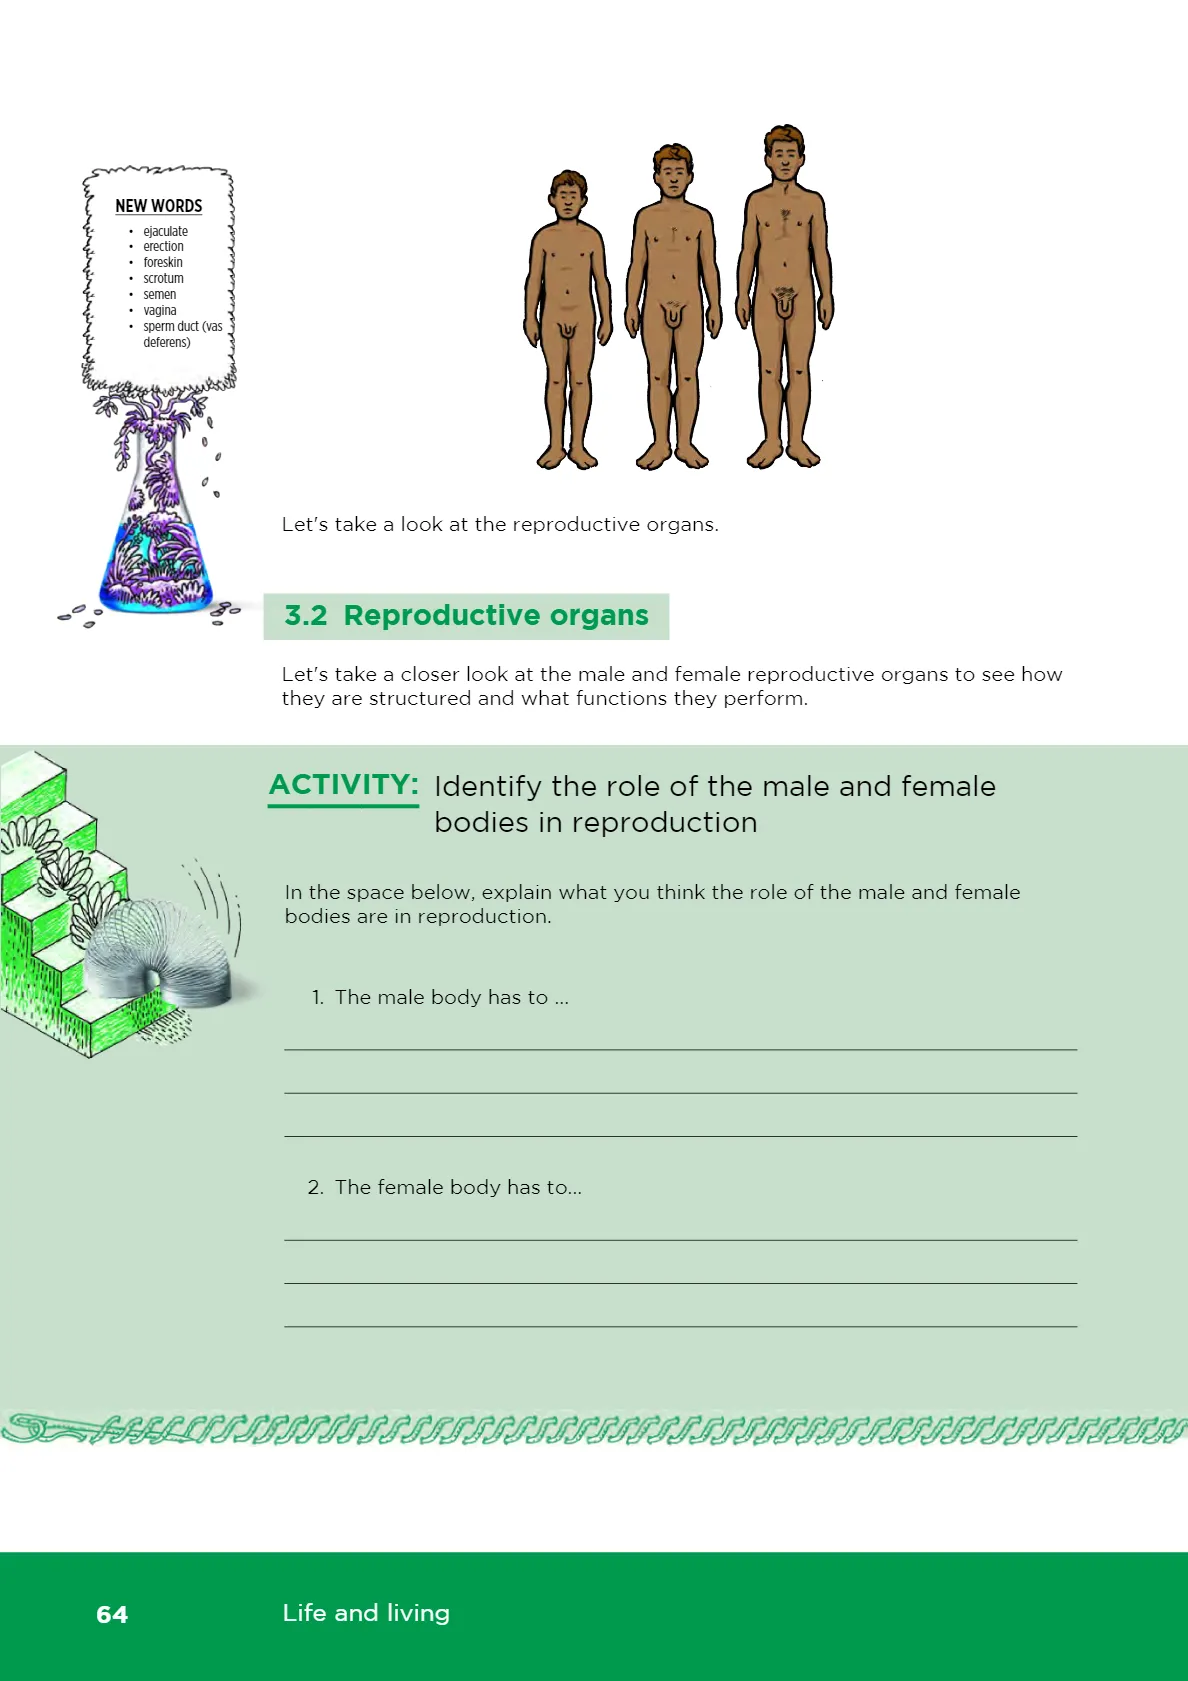 NEW WORDS
• ejaculate
• erection
• foreskin
• scrotum
• semen
• vagina
• sperm duct (vas
deferens)
Let's take a look at the reproductive organs.
3.2 Reproductive organs
Let's take a closer look at the male and female reproductive organs to see how
they are structured and what functions they perform.
ACTIVITY: Identify the role of the male and female
bodies in reproduction
In the space below, explain what you think the role of the male and female
bodies are in reproduction.
1. The male body has to ...
2. The female body has to...
64 Life and living